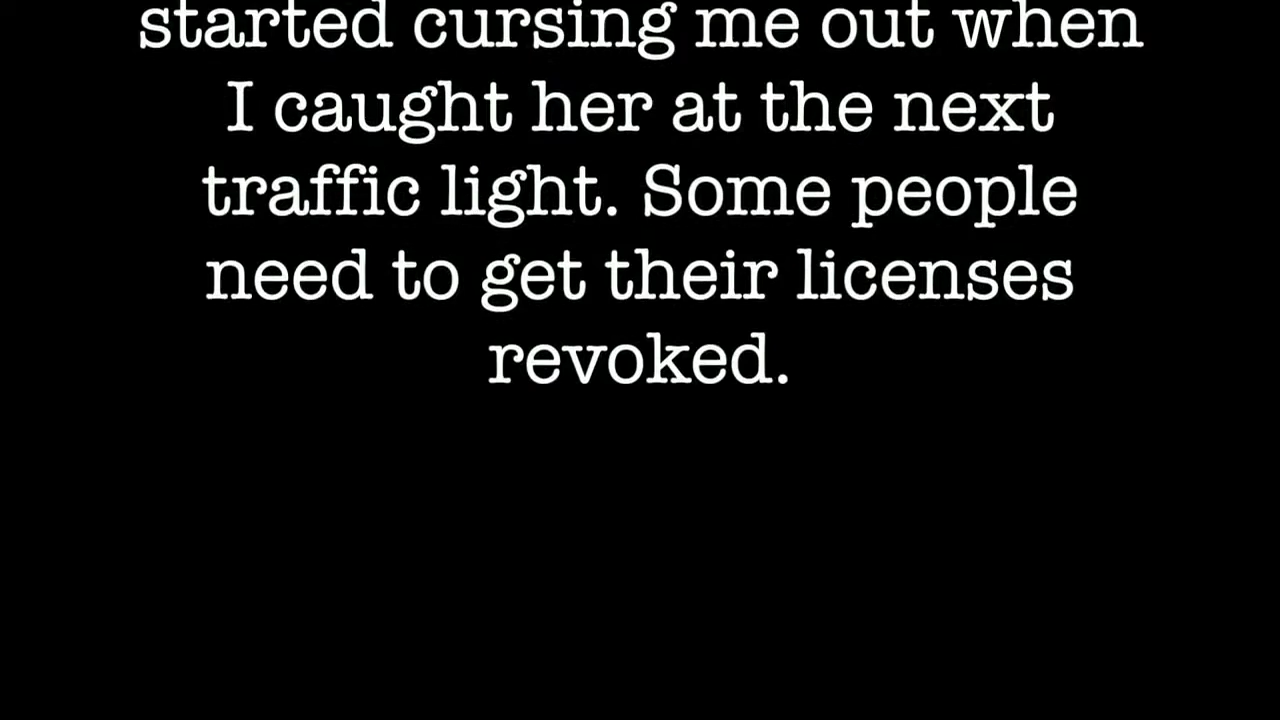 started cursing me out when
I caught her at the next
traffic light. Some people
need to get their licenses
revoked.